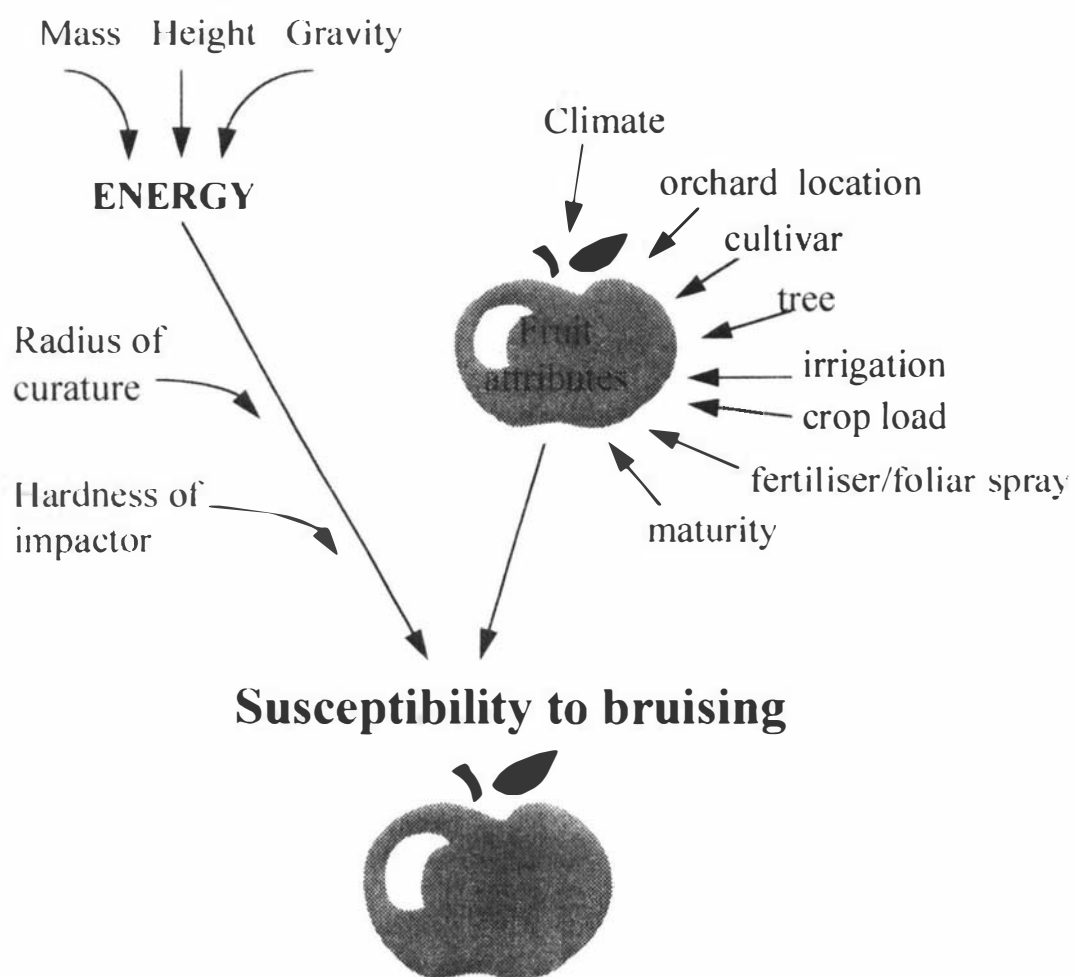 Mass Height Gravity
ENERGY
Climate
orchard location
cultivar
tree
irrigation
crop load
fertiliser/foliar spray
maturity
Fruit
attributes
Radius of
curature
Hardness of
impactor
Susceptibility to bruising